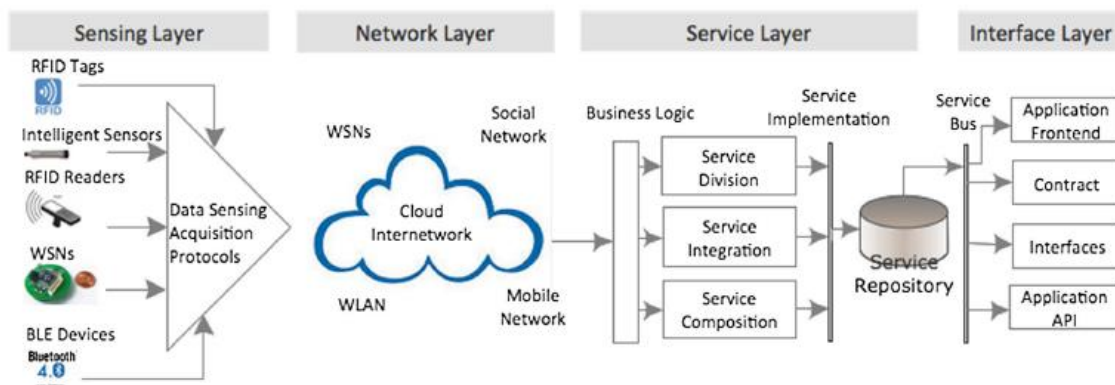 Sensing Layer
Network Layer
Service Layer
Interface Layer
RFID Tags
RFID
Intelligent Sensors
RFID Readers
WSNs
BLE Devices
Bluetooth
4.0
Data Sensing
Acquisition
Protocols
WSNs
Social
Network
Cloud
Internetwork
WLAN
Mobile
Network
Business Logic
Service
Division
Service
Integration
Service
Composition
Service
Implementation
Service
Repository
Service
Bus
Application
Frontend
Contract
Interfaces
Application
API